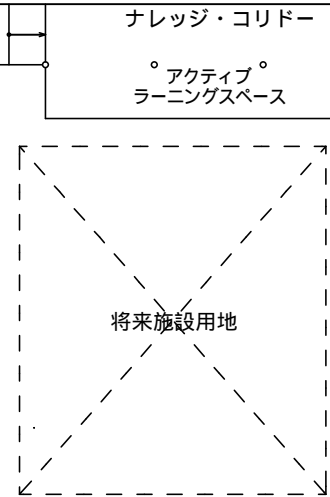 ナレッジ・コリドー
アクティブ
ラーニングスペース
将来施設用地